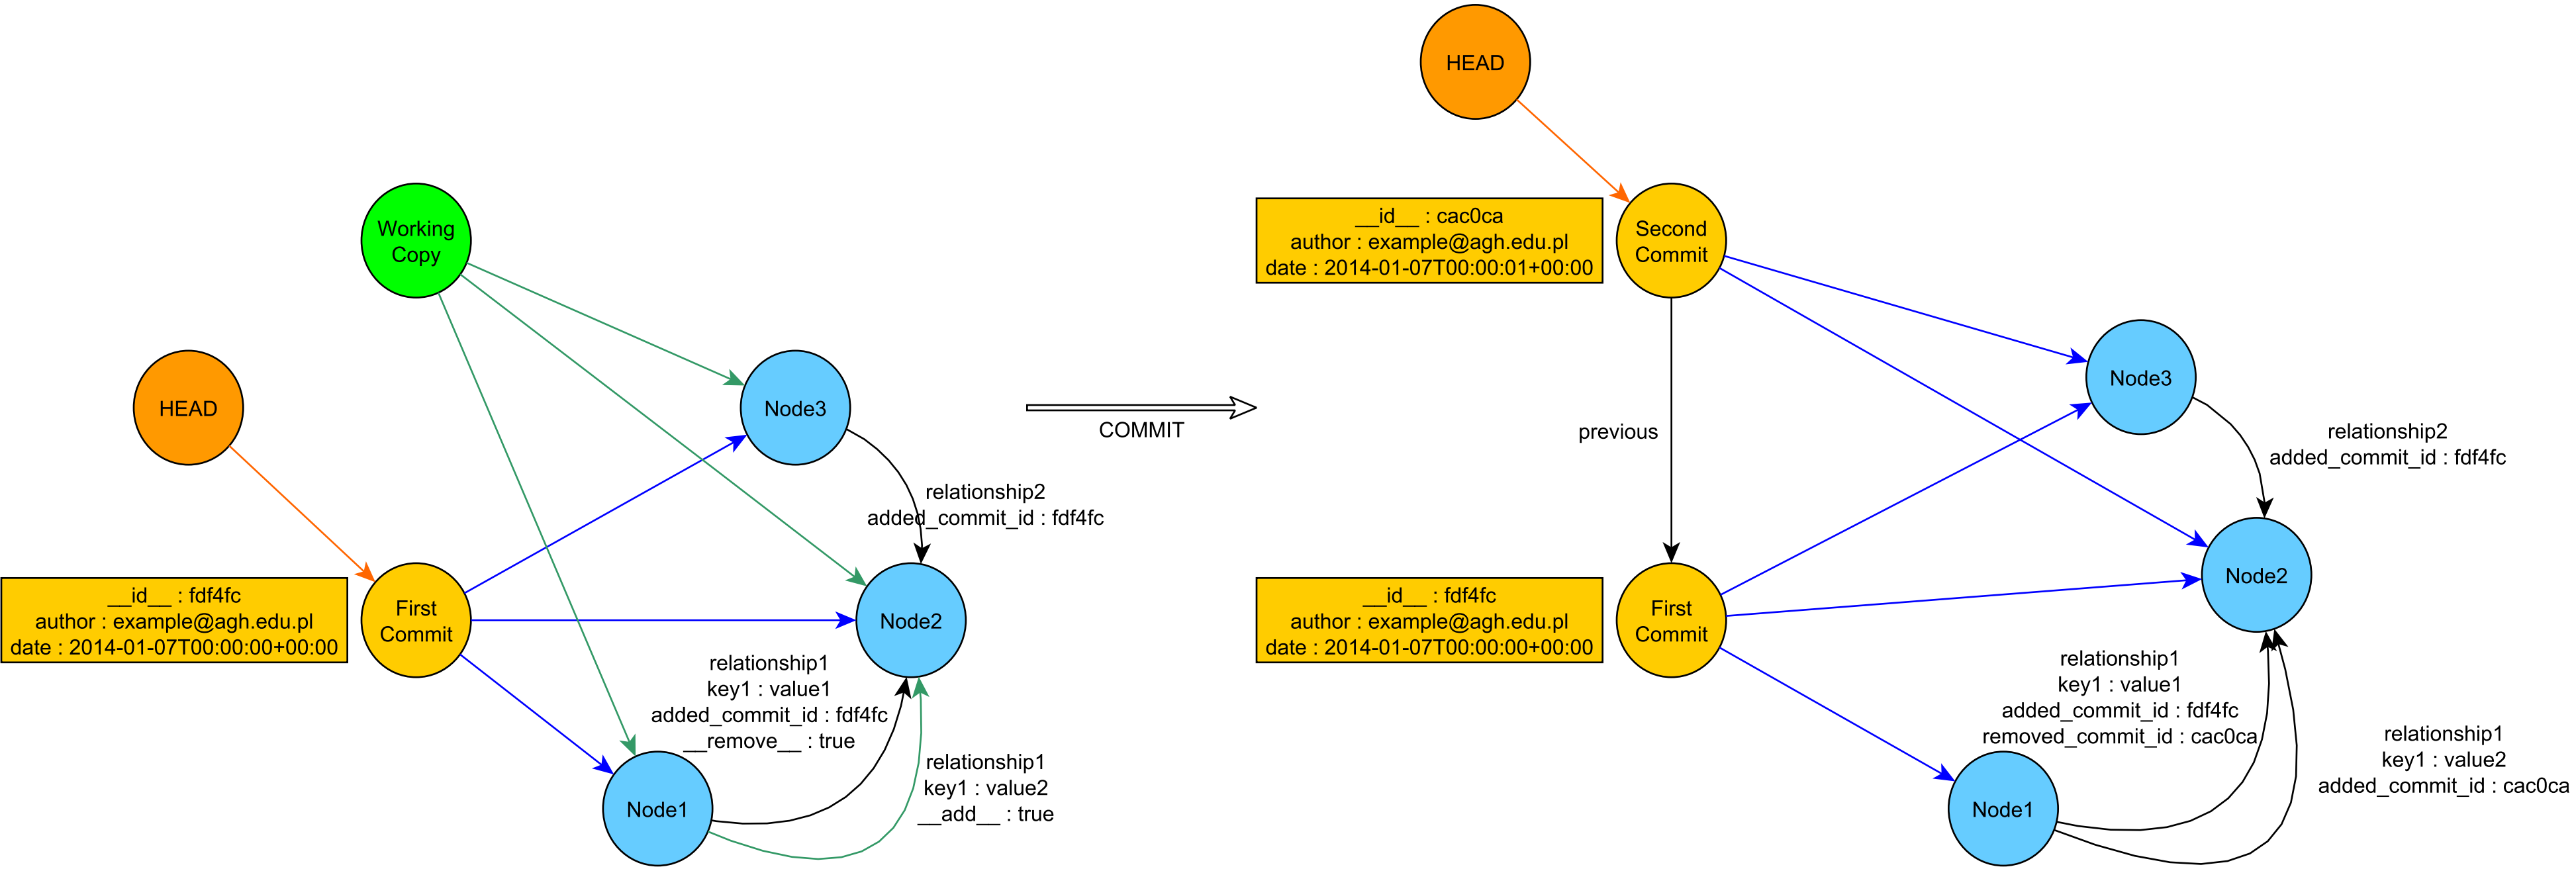 HEAD
Working
Copy
HEAD
Node3
relationship2
added_commit_id : fdf4fc
__id__ : fdf4fc
author : example@agh.edu.pl
date : 2014-01-07T00:00:00+00:00
First
Commit
Node2
relationship1
key1 : value1
added_commit_id : fdf4fc
__remove__ : true
relationship1
key1 : value2
__add__ : true
Node1
COMMIT
__id__ : cac0ca
author : example@agh.edu.pl
date : 2014-01-07T00:00:01+00:00
Second
Commit
Node3
previous
relationship2
added_commit_id : fdf4fc
Node2
__id__ : fdf4fc
author : example@agh.edu.pl
date : 2014-01-07T00:00:00+00:00
First
Commit
relationship1
key1 : value1
added_commit_id : fdf4fc
removed_commit_id : cac0ca
relationship1
key1 : value2
added_commit_id : cac0ca
Node1